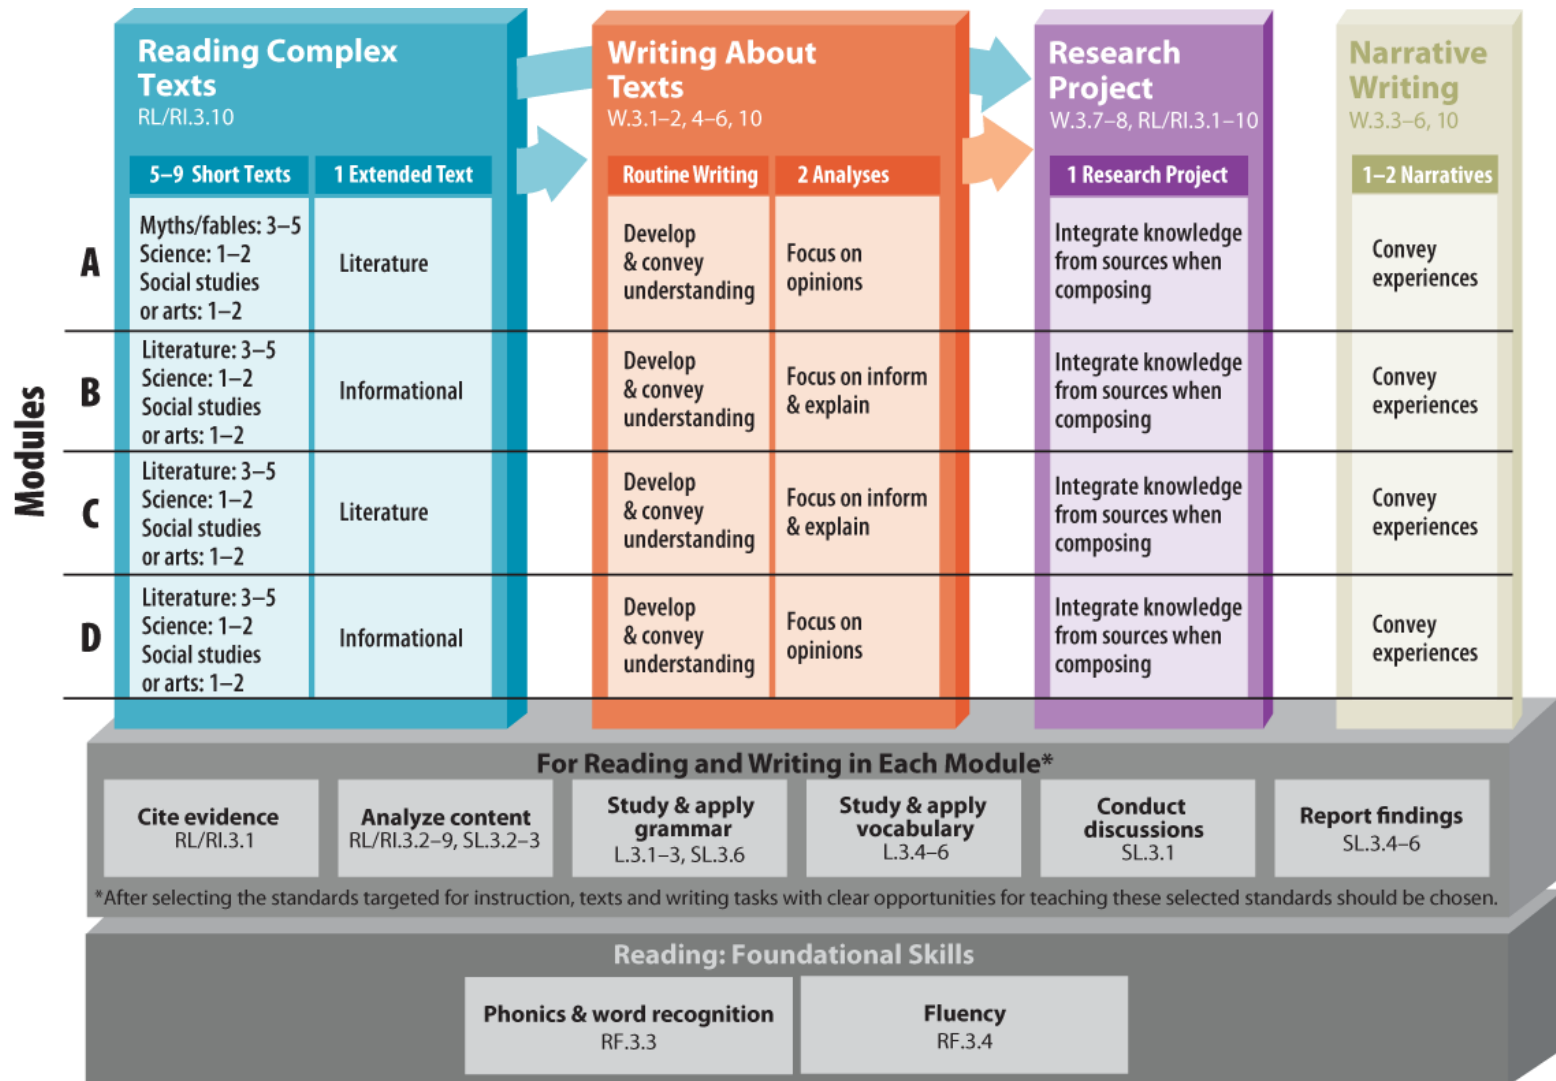 Reading Complex
Texts
RL/RI.3.10
5–9 Short Texts
1 Extended Text
Writing About
Texts
W.3.1–2, 4–6, 10
Routine Writing
2 Analyses
Research
Project
W.3.7–8, RL/RI.3.1–10
1 Research Project
Narrative
Writing
W.3.3–6, 10
1–2 Narratives
Modules
A
Myths/fables: 3–5
Science: 1–2
Social studies
or arts: 1–2
Literature
Develop
& convey
understanding
Focus on
opinions
Integrate knowledge
from sources when
composing
Convey
experiences
B
Literature: 3–5
Science: 1–2
Social studies
or arts: 1–2
Informational
Develop
& convey
understanding
Focus on inform
& explain
Integrate knowledge
from sources when
composing
Convey
experiences
C
Literature: 3–5
Science: 1–2
Social studies
or arts: 1–2
Literature
Develop
& convey
understanding
Focus on inform
& explain
Integrate knowledge
from sources when
composing
Convey
experiences
D
Literature: 3–5
Science: 1–2
Social studies
or arts: 1–2
Informational
Develop
& convey
understanding
Focus on
opinions
Integrate knowledge
from sources when
composing
Convey
experiences
For Reading and Writing in Each Module*
Cite evidence
RL/RI.3.1
Analyze content
RL/RI.3.2–9, SL.3.2–3
Study & apply
grammar
L.3.1–3, SL.3.6
Study & apply
vocabulary
L.3.4–6
Conduct
discussions
SL.3.1
Report findings
SL.3.4–6
*After selecting the standards targeted for instruction, texts and writing tasks with clear opportunities for teaching these selected standards should be chosen.
Reading: Foundational Skills
Phonics & word recognition
RF.3.3
Fluency
RF.3.4